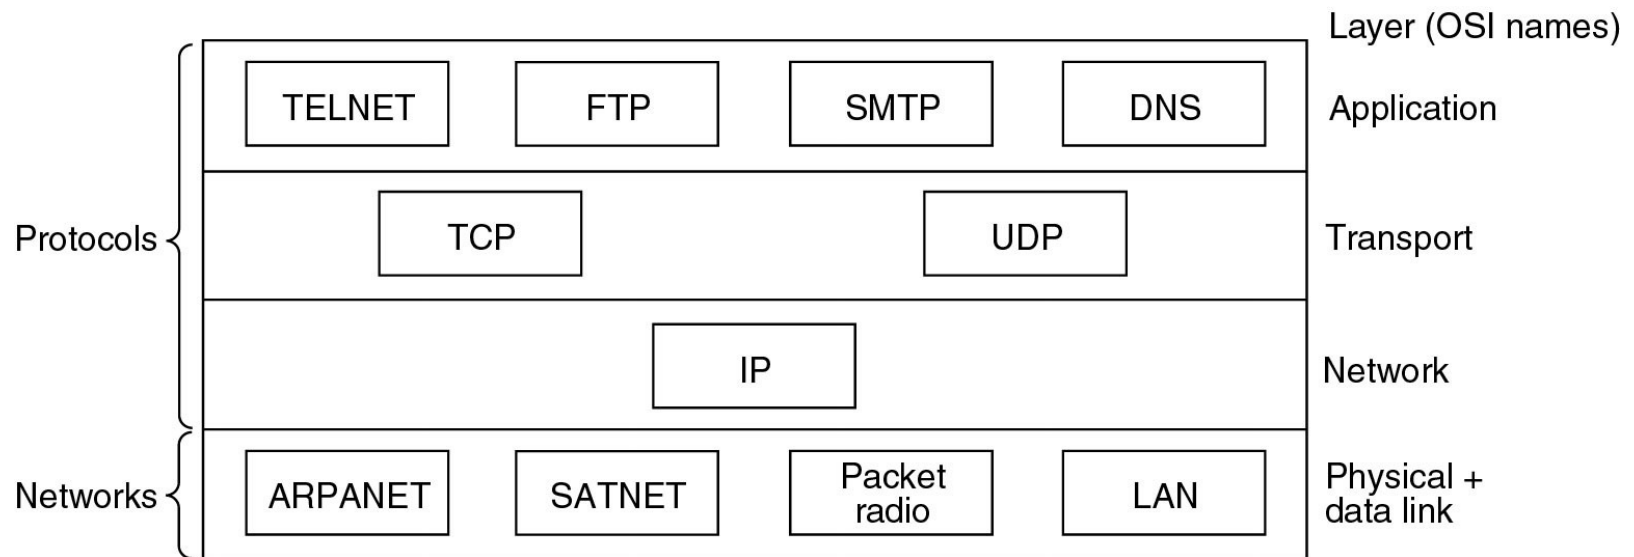 Layer (OSI names)
TELNET FTP SMTP DNS Application
Protocols TCP UDP Transport
IP Network
Networks ARPANET SATNET Packet radio LAN Physical + data link